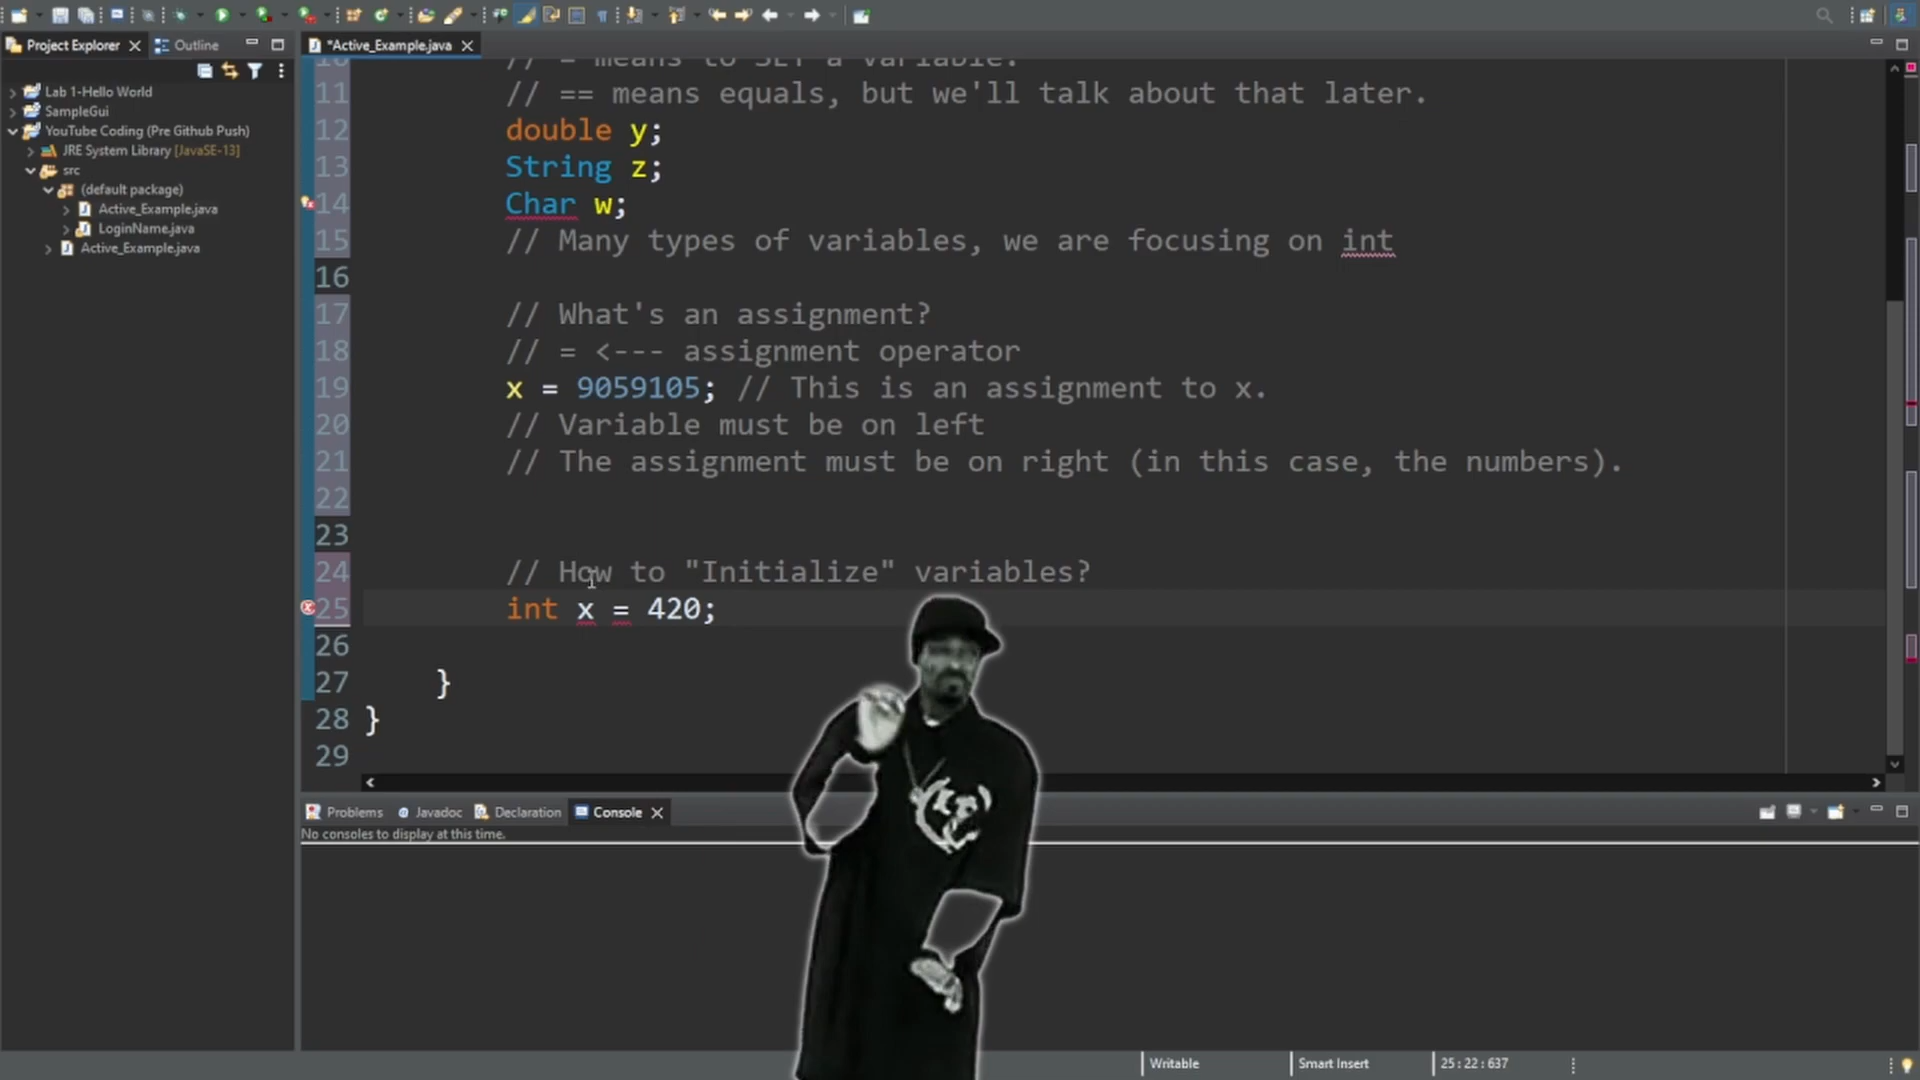 Project Explorer
Outline
*Active_Example.java
Lab 1-Hello World
SampleGui
YouTube Coding (Pre Github Push)
JRE System Library [JavaSE-13]
src
(default package)
Active_Example.java
LoginName.java
Active_Example.java
10 // = means to SET a variable.
11 // == means equals, but we'll talk about that later.
12 double y;
13 String z;
14 Char w;
15 // Many types of variables, we are focusing on int
16
17 // What's an assignment?
18 // = <--- assignment operator
19 x = 9059105; // This is an assignment to x.
20 // Variable must be on left
21 // The assignment must be on right (in this case, the numbers).
22
23
24 // How to "Initialize" variables?
25 int x = 420;
26
27 }
28 }
29
Problems
Javadoc
Declaration
Console
No consoles to display at this time.
Writable
Smart Insert
25 : 22 : 637